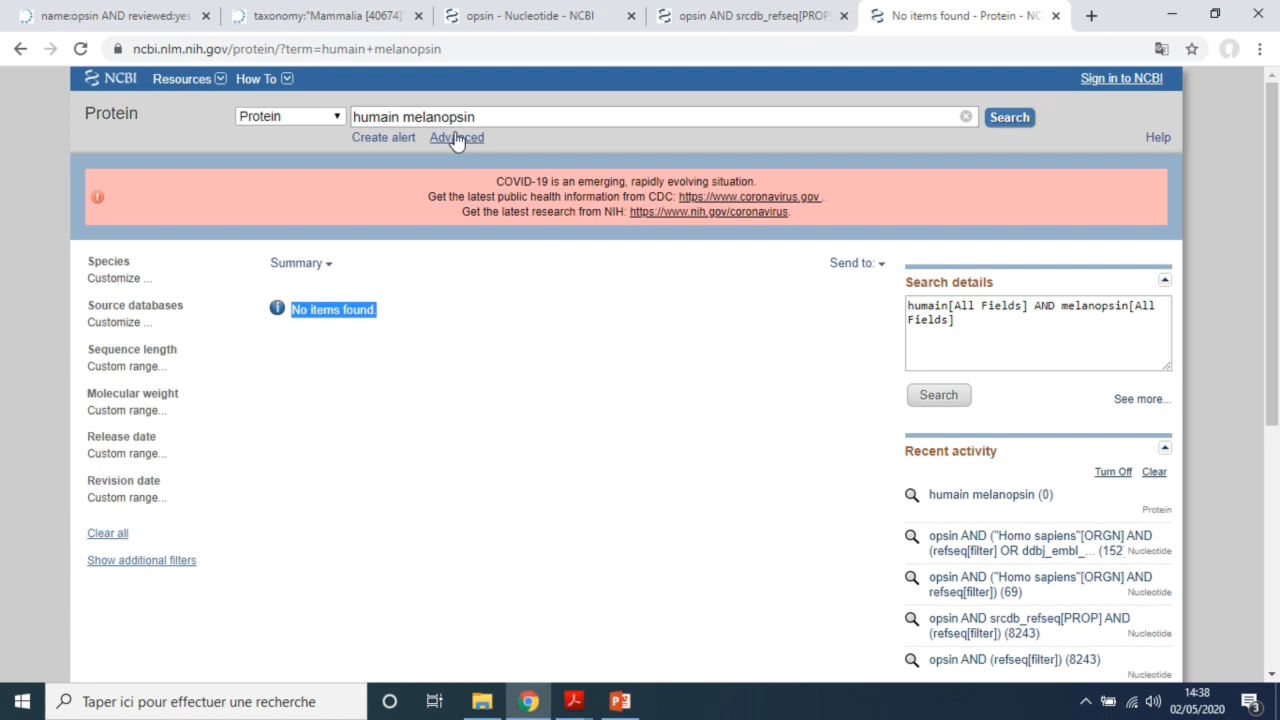 name:opsin AND reviewed:yes
taxonomy:"Mammalia [40674]"
opsin - Nucleotide - NCBI
opsin AND srcdb_refseq[PROP]
No items found - Protein - NC
ncbi.nlm.nih.gov/protein/?term=humain+melanopsin
NCBI Resources How To Sign in to NCBI
Protein
Protein
humain melanopsin
Search
Create alert Advanced Help
COVID-19 is an emerging, rapidly evolving situation.
Get the latest public health information from CDC: https://www.coronavirus.gov .
Get the latest research from NIH: https://www.nih.gov/coronavirus.
Species
Customize ...
Source databases
Customize ...
Sequence length
Custom range...
Molecular weight
Custom range...
Release date
Custom range...
Revision date
Custom range...
Clear all
Show additional filters
Summary
Send to:
No items found.
Search details
humain[All Fields] AND melanopsin[All
Fields]
Search
See more...
Recent activity
Turn Off Clear
humain melanopsin (0)
Protein
opsin AND ("Homo sapiens"[ORGN] AND
(refseq[filter] OR ddbj_embl_... (152 Nucleotide
opsin AND ("Homo sapiens"[ORGN] AND
refseq[filter]) (69) Nucleotide
opsin AND srcdb_refseq[PROP] AND
(refseq[filter]) (8243) Nucleotide
opsin AND (refseq[filter]) (8243)
Nucleotide
Taper ici pour effectuer une recherche
14:38
02/05/2020
3